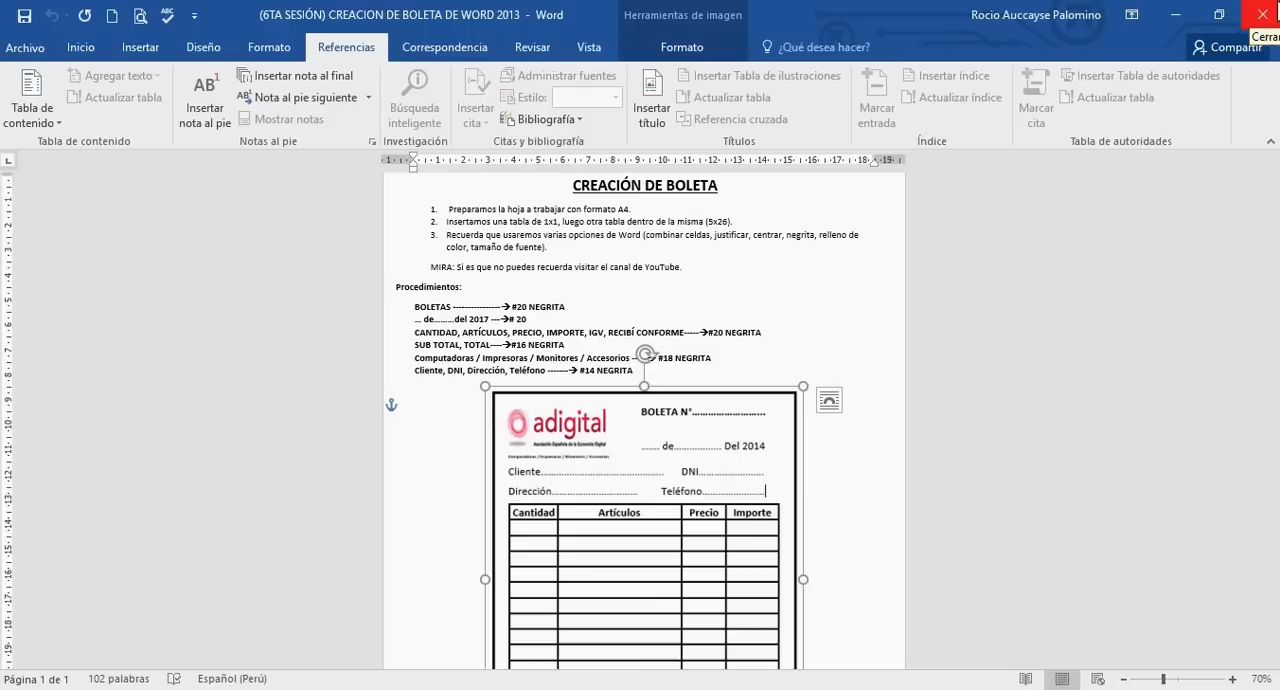 (6TA SESIÓN) CREACION DE BOLETA DE WORD 2013 - Word
Herramientas de imagen
Rocio Auccayse Palomino
Cerrar
Archivo Inicio Insertar Diseño Formato Referencias Correspondencia Revisar Vista Formato ¿Qué desea hacer? Compartir
Tabla de contenido
Agregar texto
Actualizar tabla
Tabla de contenido
AB1
Insertar nota al pie
Insertar nota al final
Nota al pie siguiente
Mostrar notas
Notas al pie
Búsqueda inteligente
Investigación
Insertar cita
Administrar fuentes
Estilo:
Bibliografía
Citas y bibliografía
Insertar título
Insertar Tabla de ilustraciones
Actualizar tabla
Referencia cruzada
Títulos
Marcar entrada
Insertar índice
Actualizar índice
Índice
Marcar cita
Insertar Tabla de autoridades
Actualizar tabla
Tabla de autoridades
CREACIÓN DE BOLETA
1. Preparamos la hoja a trabajar con formato A4.
2. Insertamos una tabla de 1x1, luego otra tabla dentro de la misma (5x26).
3. Recuerda que usaremos varias opciones de Word (combinar celdas, justificar, centrar, negrita, relleno de
color, tamaño de fuente).
MIRA: Si es que no puedes recuerda visitar el canal de YouTube.
Procedimientos:
BOLETAS ----------------→ #20 NEGRITA
... de.........del 2017 ---→# 20
CANTIDAD, ARTÍCULOS, PRECIO, IMPORTE, IGV, RECIBÍ CONFORME-----→#20 NEGRITA
SUB TOTAL, TOTAL----→#16 NEGRITA
Computadoras / Impresoras / Monitores / Accesorios ---→ #18 NEGRITA
Cliente, DNI, Dirección, Teléfono -------→ #14 NEGRITA
adigital
Asociación Española de la Economía Digital
Computadoras / Impresoras / Monitores / Accesorios
BOLETA N°........................
....... de.................. Del 2014
Cliente............................................ DNI........................
Dirección.............................. Teléfono.......................
Cantidad Artículos Precio Importe
Página 1 de 1 102 palabras Español (Perú) 70%